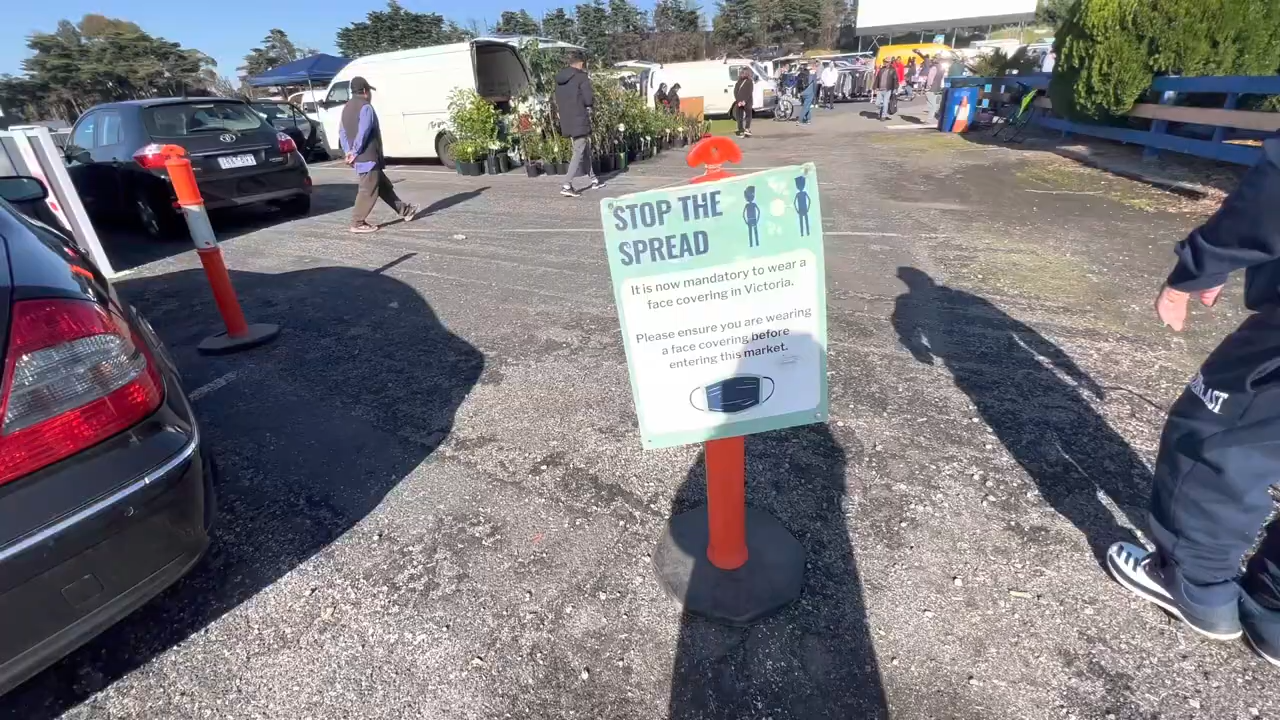 STOP THE
SPREAD
It is now mandatory to wear a
face covering in Victoria.
Please ensure you are wearing
a face covering before
entering this market.